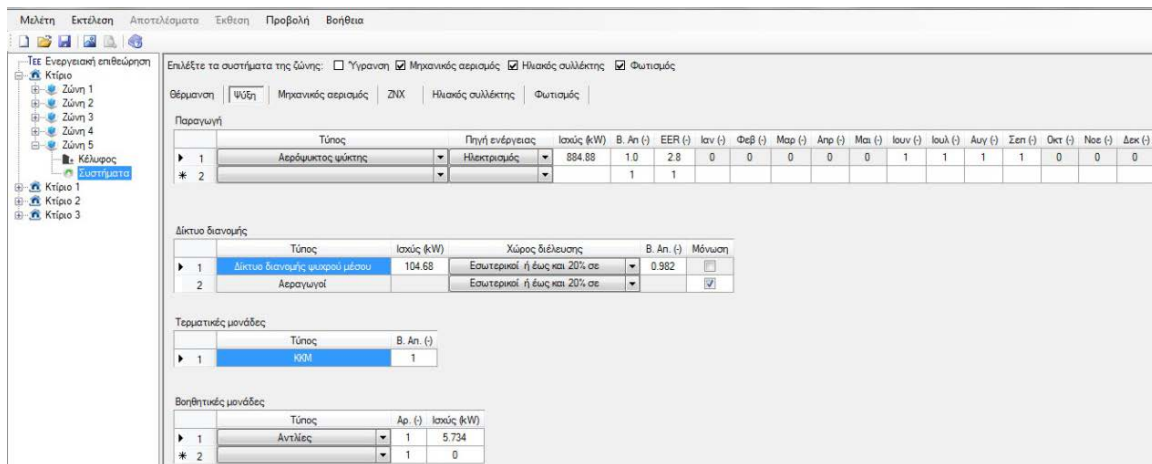 Μελέτη Εκτέλεση Αποτελέσματα Έκθεση Προβολή Βοήθεια
ΤΕΕ Ενεργειακή επιθεώρηση
Κτίριο
Ζώνη 1
Ζώνη 2
Ζώνη 3
Ζώνη 4
Ζώνη 5
Κέλυφος
Συστήματα
Κτίριο 1
Κτίριο 2
Κτίριο 3
Επιλέξτε τα συστήματα της ζώνης: Ύγρανση Μηχανικός αερισμός Ηλιακός συλλέκτης Φωτισμός
Θέρμανση Ψύξη Μηχανικός αερισμός ΖΝΧ Ηλιακός συλλέκτης Φωτισμός
Παραγωγή
Τύπος Πηγή ενέργειας Ισχύς (kW) Β. Απ (-) EER (-) Ιαν (-) Φεβ (-) Μαρ (-) Απρ (-) Μαι (-) Ιουν (-) Ιουλ (-) Αυγ (-) Σεπ (-) Οκτ (-) Νοε (-) Δεκ (-)
1 Αερόψυκτος ψύκτης Ηλεκτρισμός 884.88 1.0 2.8 0 0 0 0 0 1 1 1 1 0 0 0
* 2 1 1
Δίκτυο διανομής
Τύπος Ισχύς (kW) Χώρος διέλευσης Β. Απ. (-) Μόνωση
1 Δίκτυο διανομής ψυχρού μέσου 104.68 Εσωτερικοί ή έως και 20% σε 0.982
2 Αεραγωγοί Εσωτερικοί ή έως και 20% σε
Τερματικές μονάδες
Τύπος Β. Απ. (-)
1 ΚΚΜ 1
Βοηθητικές μονάδες
Τύπος Αρ. (-) Ισχύς (kW)
1 Αντλίες 1 5.734
* 2 1 0